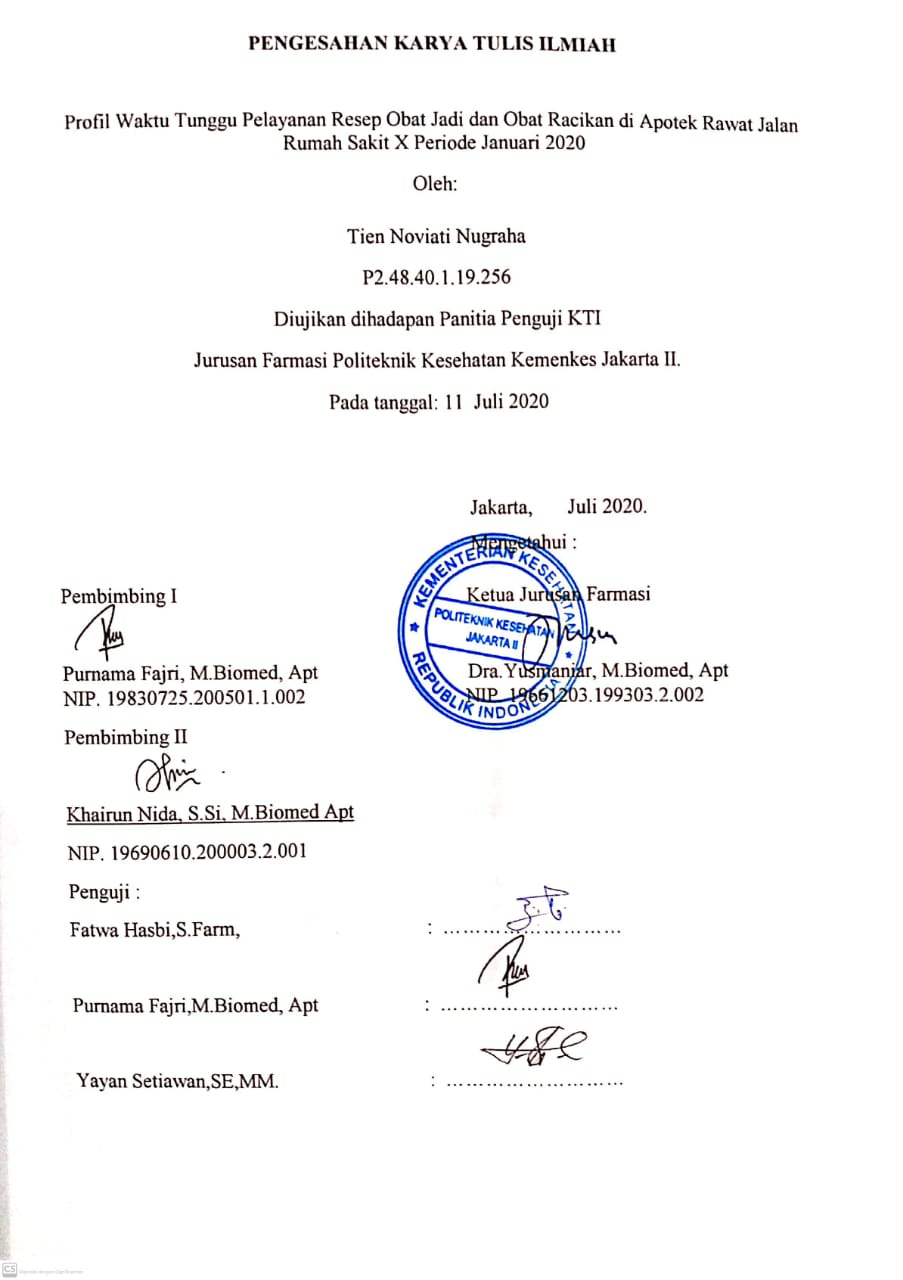 PENGESAHAN KARYA TULIS ILMIAH
Profil Waktu Tunggu Pelayanan Resep Obat Jadi dan Obat Racikan di Apotek Rawat Jalan
Rumah Sakit X Periode Januari 2020
Oleh:
Tien Noviati Nugraha
P2.48.40.1.19.256
Diujikan dihadapan Panitia Penguji KTI
Jurusan Farmasi Politeknik Kesehatan Kemenkes Jakarta II.
Pada tanggal: 11 Juli 2020
Jakarta, Juli 2020.
Mengetahui :
Ketua Jurusan Farmasi
KEMENTERIAN KESEHATAN
POLITEKNIK KESEHATAN
JAKARTA II
REPUBLIK INDONESIA
Dra.Yusmaniar, M.Biomed, Apt
NIP. 19661203.199303.2.002
Pembimbing I
Purnama Fajri, M.Biomed, Apt
NIP. 19830725.200501.1.002
Pembimbing II
Khairun Nida, S.Si, M.Biomed Apt
NIP. 19690610.200003.2.001
Penguji :
Fatwa Hasbi,S.Farm, : ............................
Purnama Fajri,M.Biomed, Apt : ............................
Yayan Setiawan,SE,MM. : ............................
CS